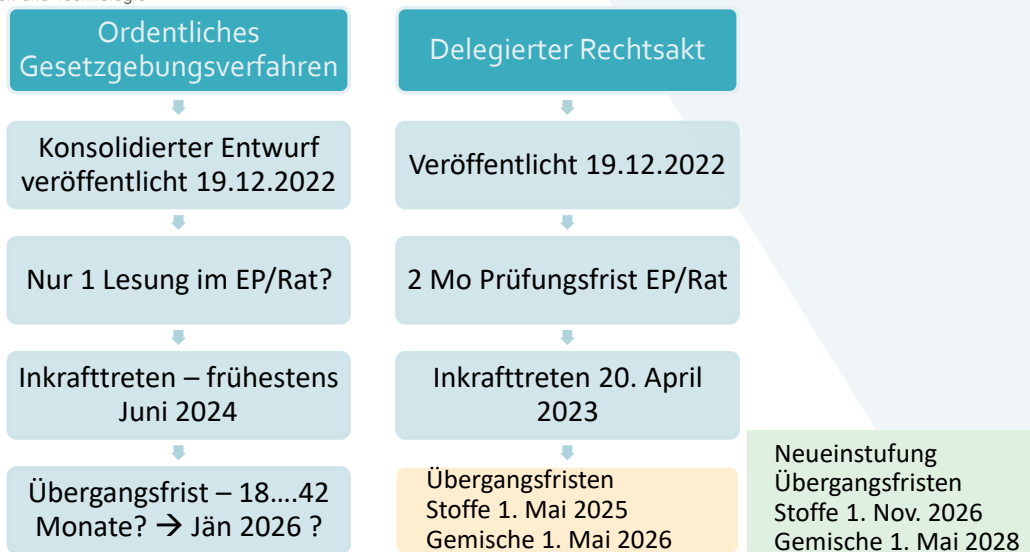 Ordentliches
Gesetzgebungsverfahren
Konsolidierter Entwurf
veröffentlicht 19.12.2022
Nur 1 Lesung im EP/Rat?
Inkrafttreten – frühestens
Juni 2024
Übergangsfrist – 18....42
Monate? → Jän 2026 ?
Delegierter Rechtsakt
Veröffentlicht 19.12.2022
2 Mo Prüfungsfrist EP/Rat
Inkrafttreten 20. April
2023
Übergangsfristen
Stoffe 1. Mai 2025
Gemische 1. Mai 2026
Neueinstufung
Übergangsfristen
Stoffe 1. Nov. 2026
Gemische 1. Mai 2028